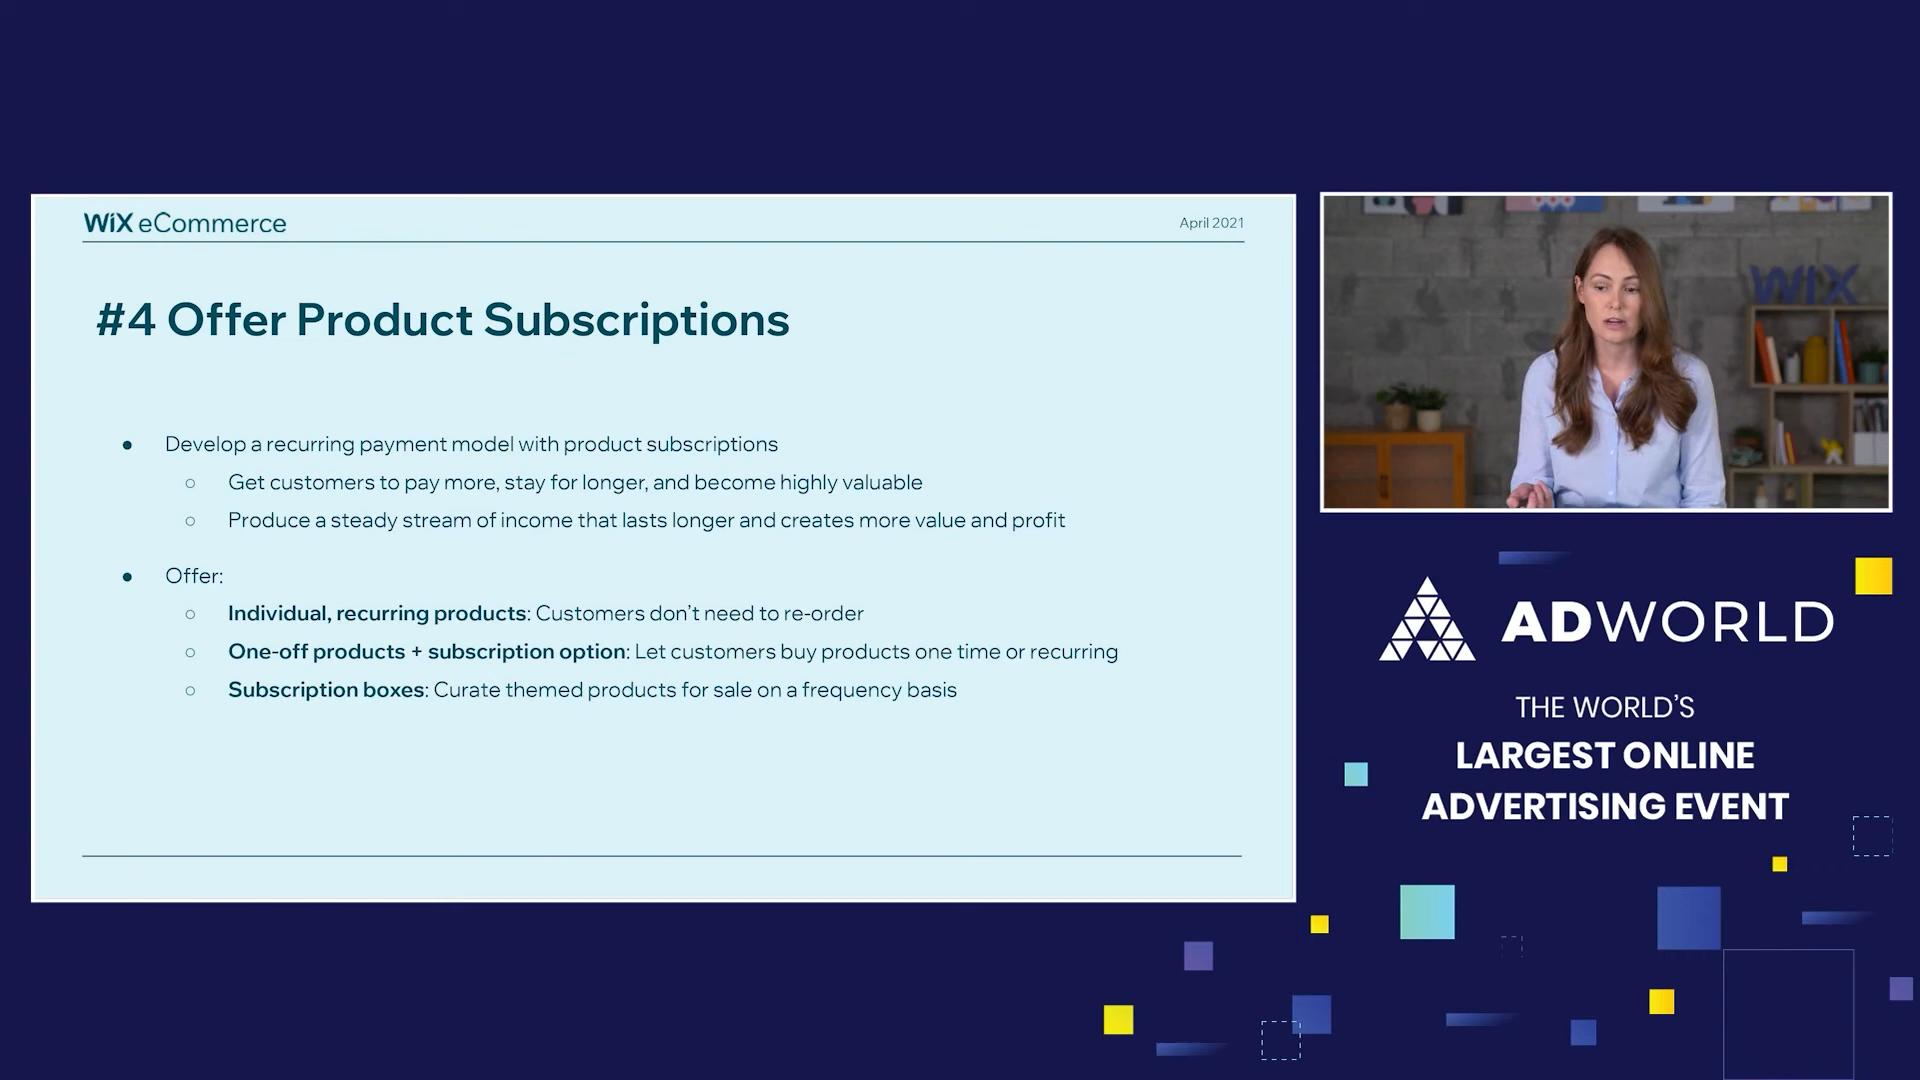 WiX eCommerce
April 2021
#4 Offer Product Subscriptions
● Develop a recurring payment model with product subscriptions
○ Get customers to pay more, stay for longer, and become highly valuable
○ Produce a steady stream of income that lasts longer and creates more value and profit
● Offer:
○ Individual, recurring products: Customers don’t need to re-order
○ One-off products + subscription option: Let customers buy products one time or recurring
○ Subscription boxes: Curate themed products for sale on a frequency basis
WIX
ADWORLD
THE WORLD’S
LARGEST ONLINE
ADVERTISING EVENT